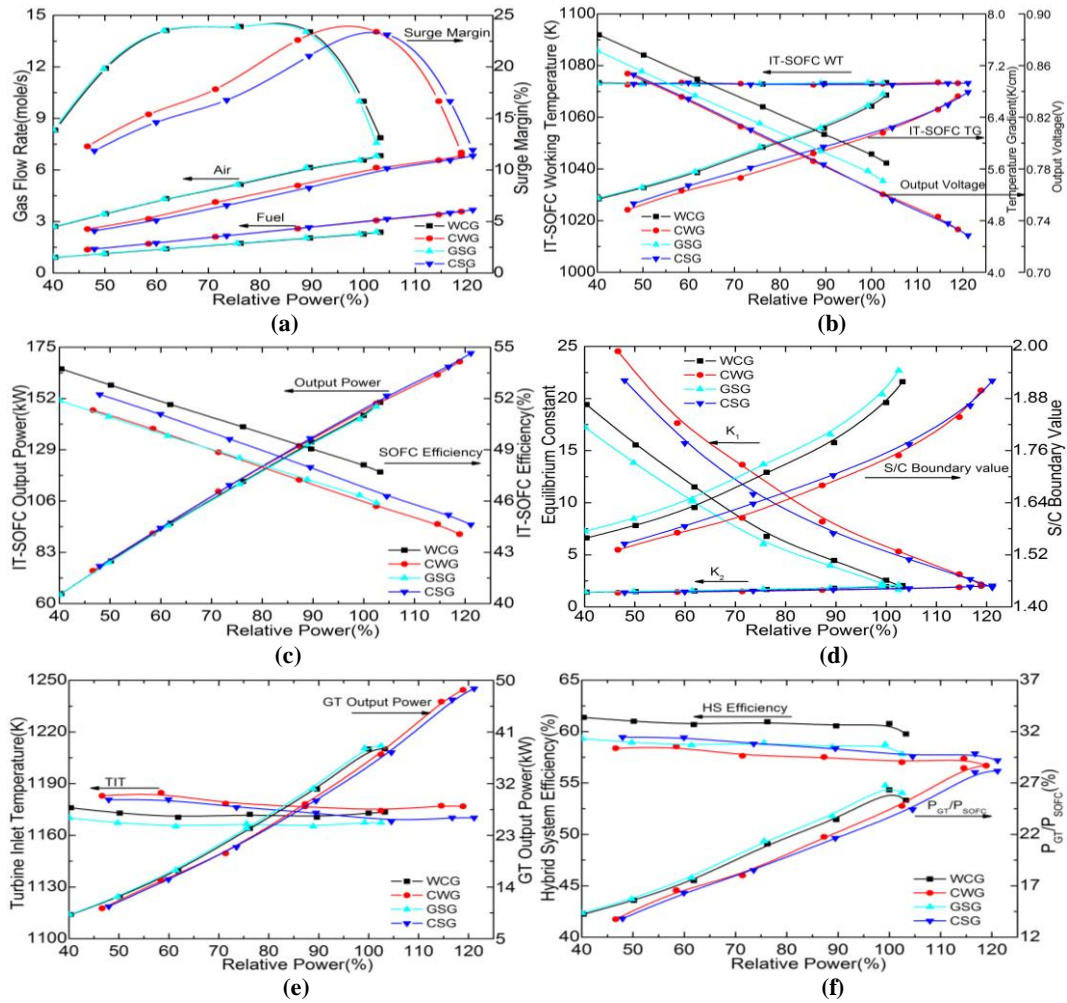 Gas Flow Rate(mole/s)
15
12
9
6
3
0
Surge Margin
Air
Fuel
WCG
CWG
GSG
CSG
25
20
15
10
5
0
Surge Margin(%)
40 50 60 70 80 90 100 110 120
Relative Power(%)
(a)
IT-SOFC Working Temperature (K)
1100
1080
1060
1040
1020
1000
IT-SOFC WT
IT-SOFC TG
Output Voltage
WCG
CWG
GSG
CSG
8.0
7.2
6.4
5.6
4.8
4.0
Temperature Gradient(K/cm)
0.90
0.86
0.82
0.78
0.74
0.70
Output Voltage(V)
40 50 60 70 80 90 100 110 120
Relative Power(%)
(b)
IT-SOFC Output Power(kW)
175
152
129
106
83
60
Output Power
SOFC Efficiency
WCG
CWG
GSG
CSG
55
52
49
46
43
40
IT-SOFC Efficiency(%)
40 50 60 70 80 90 100 110 120
Relative Power(%)
(c)
Equilibrium Constant
25
20
15
10
5
0
WCG
CWG
GSG
CSG
K1
S/C Boundary value
K2
2.00
1.88
1.76
1.64
1.52
1.40
S/C Boundary Value
40 50 60 70 80 90 100 110 120
Relative Power(%)
(d)
Turbine Inlet Temperature(K)
1250
1220
1190
1160
1130
1100
GT Output Power
TIT
WCG
CWG
GSG
CSG
50
41
32
23
14
5
GT Output Power(kW)
40 50 60 70 80 90 100 110 120
Relative Power(%)
(e)
Hybrid System Efficiency(%)
65
60
55
50
45
40
HS Efficiency
PGT/PSOFC
WCG
CWG
GSG
CSG
37
32
27
22
17
12
PGT/PSOFC(%)
40 50 60 70 80 90 100 110 120
Relative Power(%)
(f)